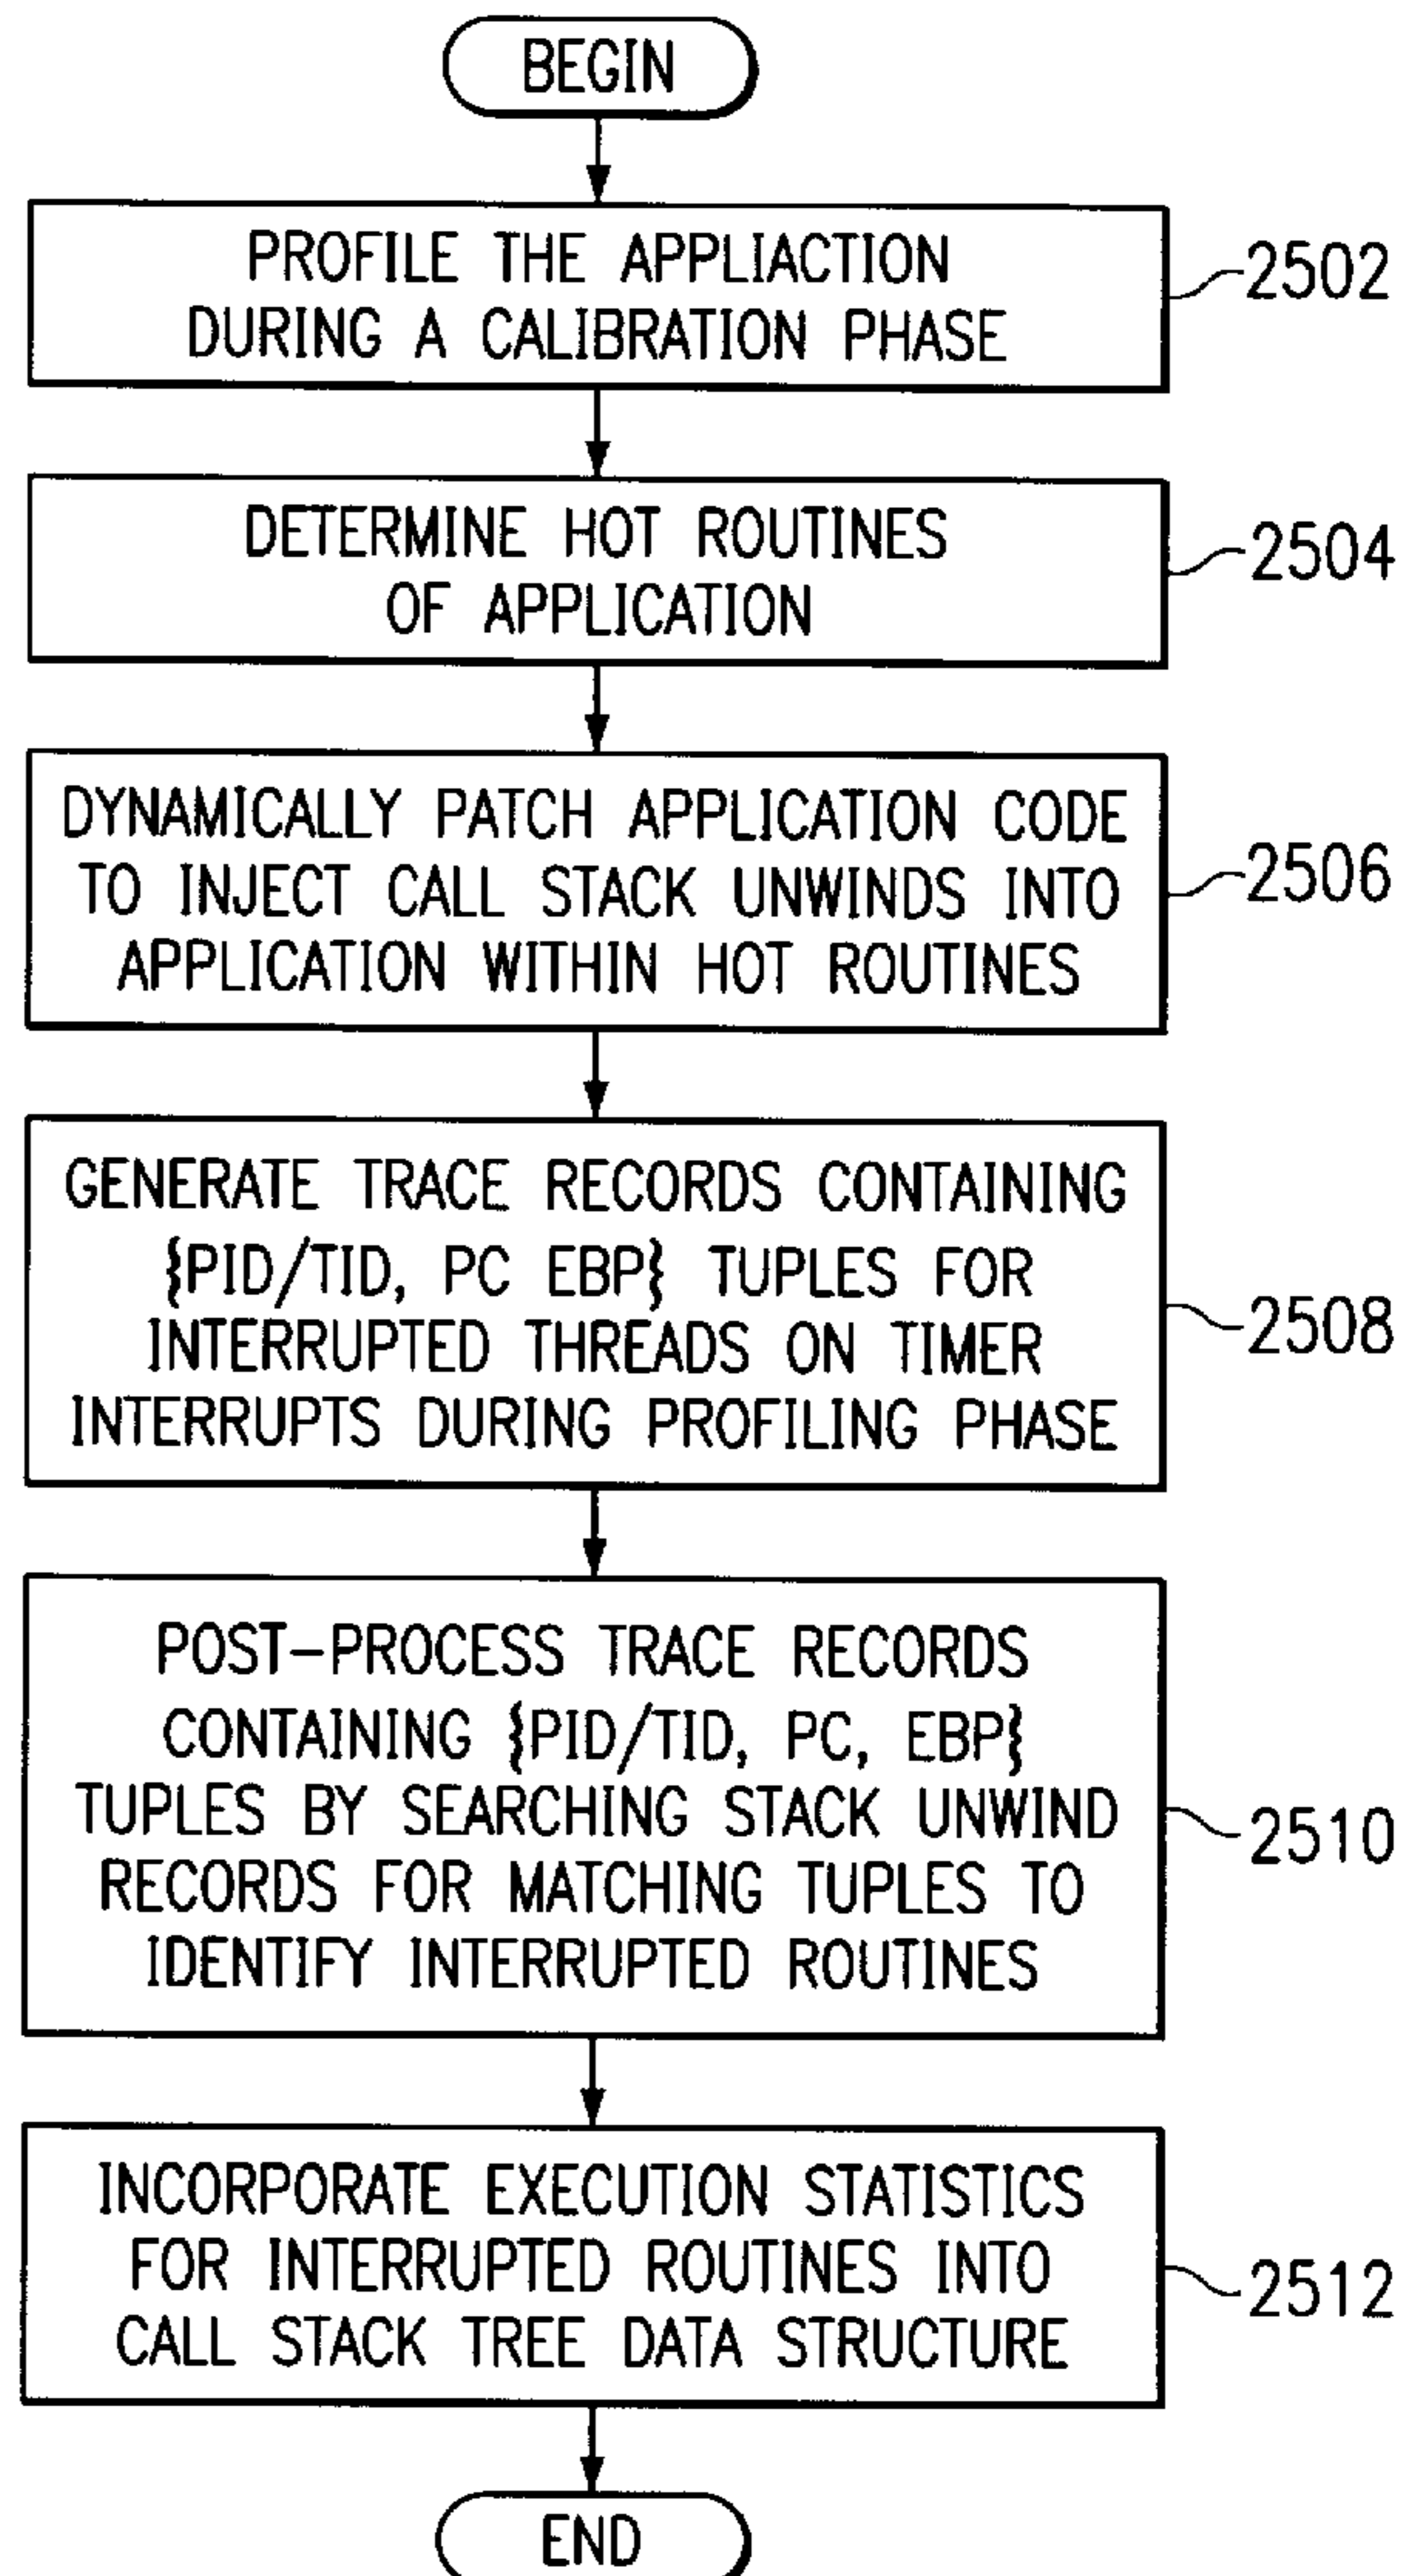 BEGIN
PROFILE THE APPLIACTION
DURING A CALIBRATION PHASE
2502
DETERMINE HOT ROUTINES
OF APPLICATION
2504
DYNAMICALLY PATCH APPLICATION CODE
TO INJECT CALL STACK UNWINDS INTO
APPLICATION WITHIN HOT ROUTINES
2506
GENERATE TRACE RECORDS CONTAINING
{PID/TID, PC EBP} TUPLES FOR
INTERRUPTED THREADS ON TIMER
INTERRUPTS DURING PROFILING PHASE
2508
POST-PROCESS TRACE RECORDS
CONTAINING {PID/TID, PC, EBP}
TUPLES BY SEARCHING STACK UNWIND
RECORDS FOR MATCHING TUPLES TO
IDENTIFY INTERRUPTED ROUTINES
2510
INCORPORATE EXECUTION STATISTICS
FOR INTERRUPTED ROUTINES INTO
CALL STACK TREE DATA STRUCTURE
2512
END